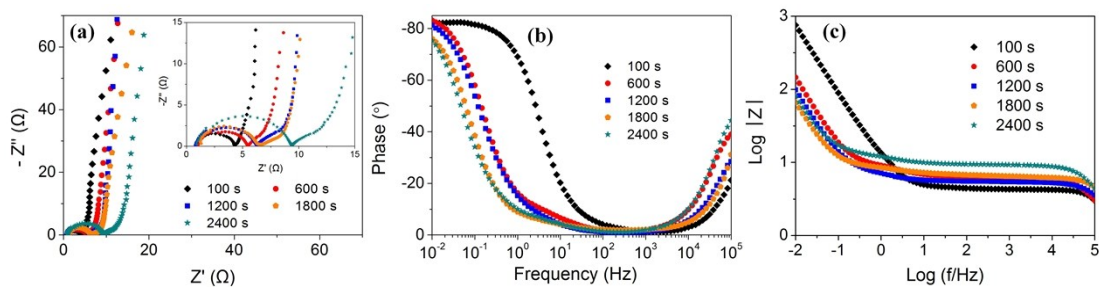 (a)
- Z'' (Ω)
60
40
20
0
0 20 40 60
Z' (Ω)
15
10
5
0
0 5 10 15
-Z'' (Ω)
Z' (Ω)
100 s 600 s
1200 s 1800 s
2400 s
(b)
Phase (°)
-80
-60
-40
-20
0
100 s
600 s
1200 s
1800 s
2400 s
10⁻² 10⁻¹ 10⁰ 10¹ 10² 10³ 10⁴ 10⁵
Frequency (Hz)
(c)
Log |Z|
3
2
1
0
100 s
600 s
1200 s
1800 s
2400 s
-2 -1 0 1 2 3 4 5
Log (f/Hz)